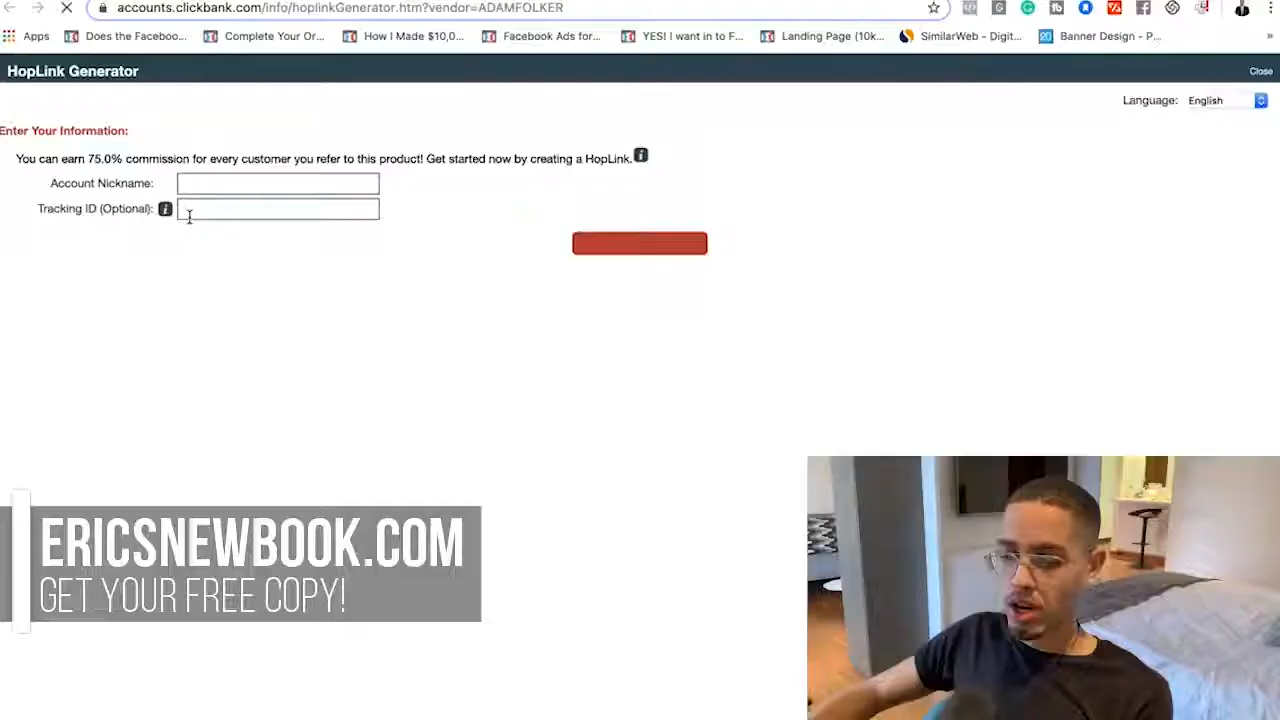 accounts.clickbank.com/info/hoplinkGenerator.htm?vendor=ADAMFOLKER
Apps Does the Faceboo... Complete Your Or... How I Made $10,0... Facebook Ads for... YES! I want in to F... Landing Page (10k... SimilarWeb - Digit... Banner Design - P... »
HopLink Generator Close
Language: English
Enter Your Information:
You can earn 75.0% commission for every customer you refer to this product! Get started now by creating a HopLink.
Account Nickname:
Tracking ID (Optional):
ERICSNEWBOOK.COM
GET YOUR FREE COPY!